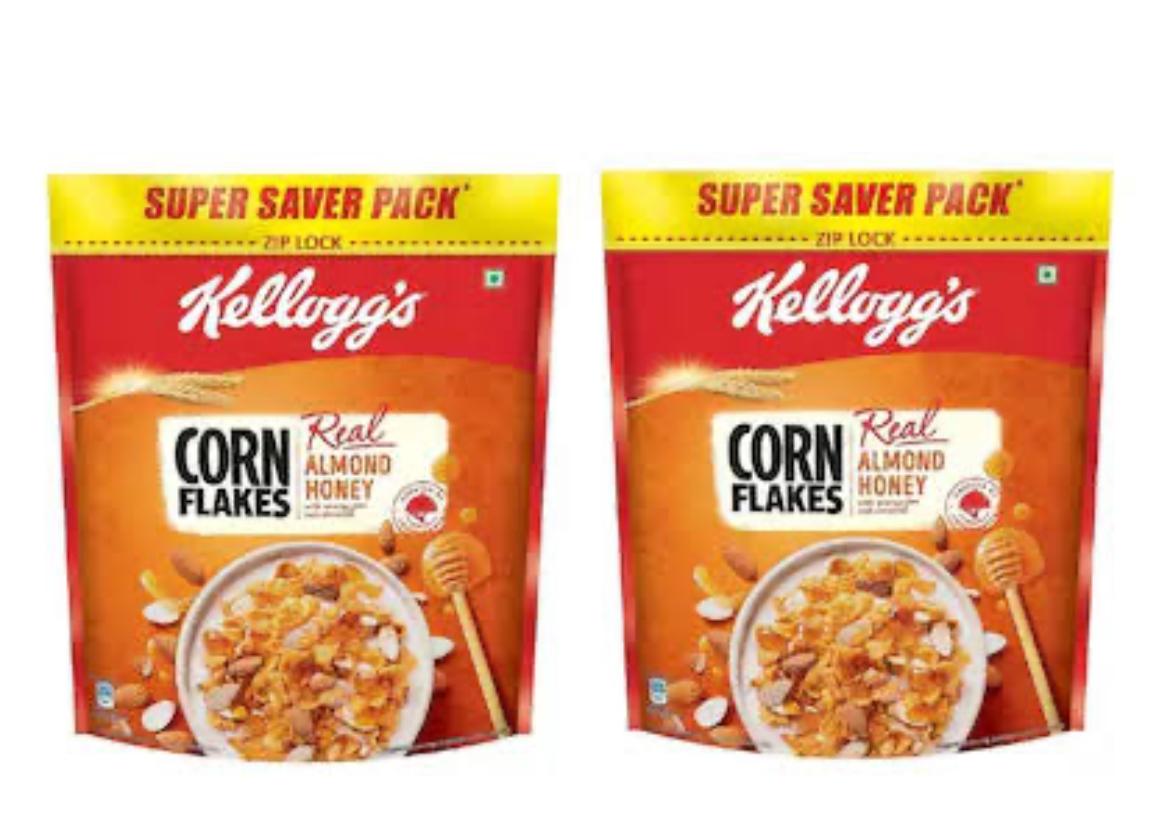 SUPER SAVER PACK*
ZIP LOCK
Kellogg's
CORN
FLAKES
Real
ALMOND
HONEY
SUPER SAVER PACK*
ZIP LOCK
Kellogg's
CORN
FLAKES
Real
ALMOND
HONEY